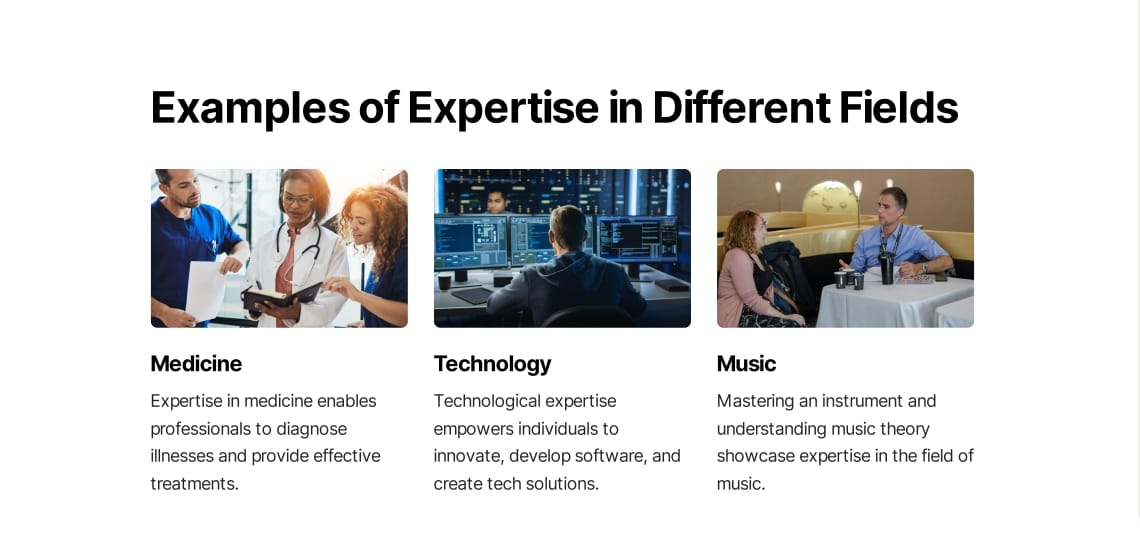 Examples of Expertise in Different Fields
Medicine
Expertise in medicine enables
professionals to diagnose
illnesses and provide effective
treatments.
Technology
Technological expertise
empowers individuals to
innovate, develop software, and
create tech solutions.
Music
Mastering an instrument and
understanding music theory
showcase expertise in the field of
music.